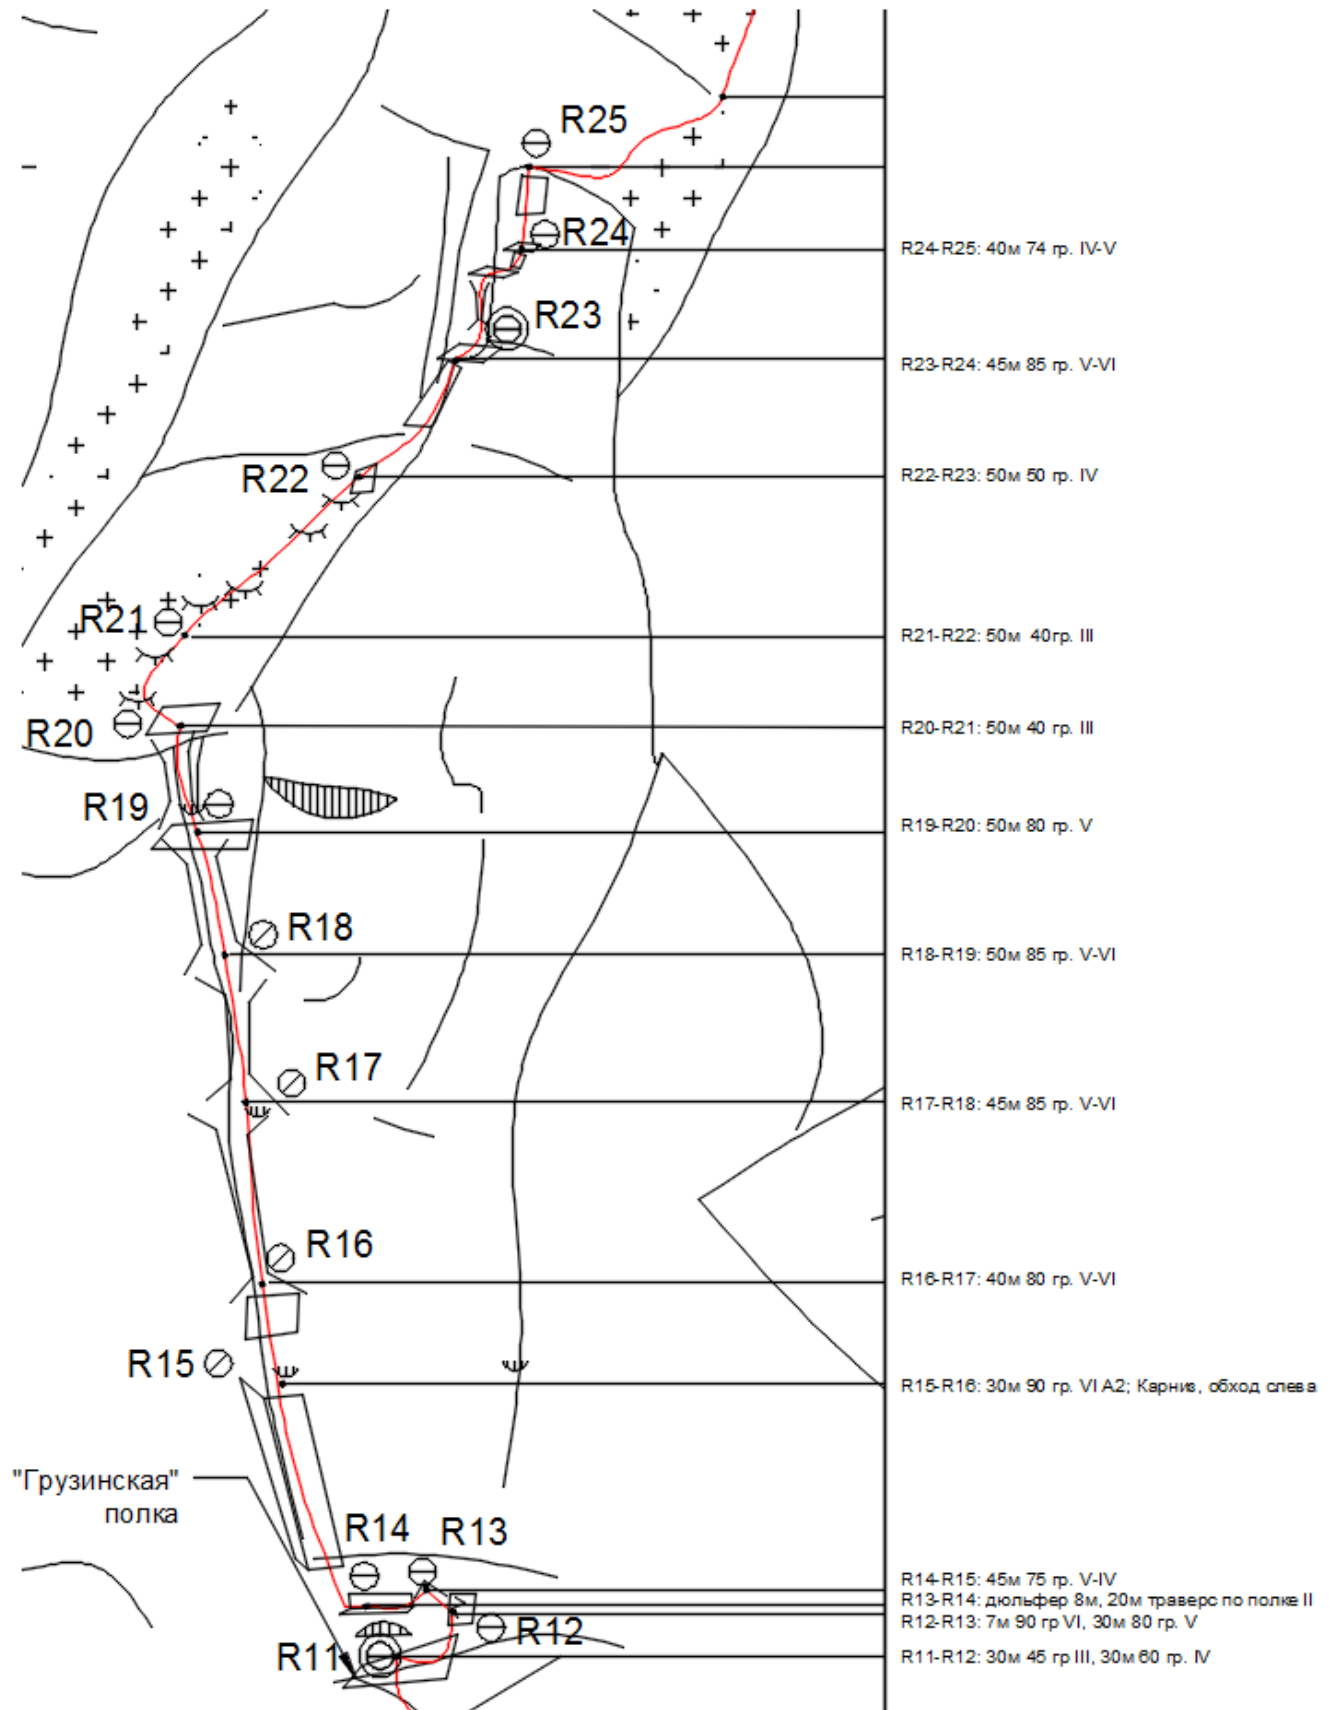 R25
R24
R24-R25: 40м 74 гр. IV-V
R23
R23-R24: 45м 85 гр. V-VI
R22
R22-R23: 50м 50 гр. IV
R21
R21-R22: 50м 40гр. III
R20
R20-R21: 50м 40 гр. III
R19
R19-R20: 50м 80 гр. V
R18
R18-R19: 50м 85 гр. V-VI
R17
R17-R18: 45м 85 гр. V-VI
R16
R16-R17: 40м 80 гр. V-VI
R15
R15-R16: 30м 90 гр. VI A2; Карниз, обход слева
"Грузинская"
полка
R14
R13
R14-R15: 45м 75 гр. V-IV
R13-R14: дюльфер 8м, 20м траверс по полке II
R12-R13: 7м 90 гр VI, 30м 80 гр. V
R12
R11
R11-R12: 30м 45 гр III, 30м 60 гр. IV